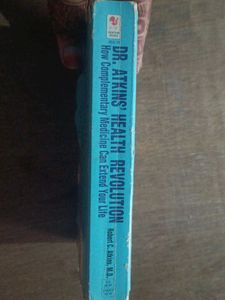 DR. ATKINS' HEALTH REVOLUTION
How Complementary Medicine Can Extend Your Life
Robert C. Atkins, M.D.